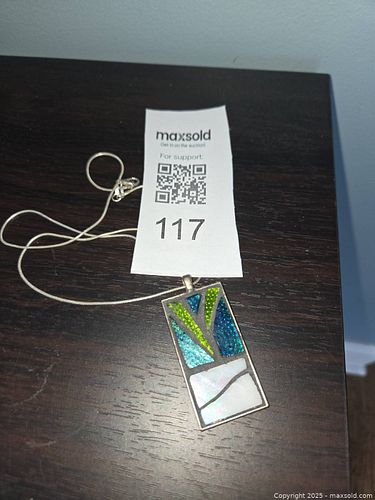 maxsold
Get in on the auction!
For support:
117
Copyright 2025 - maxsold.com